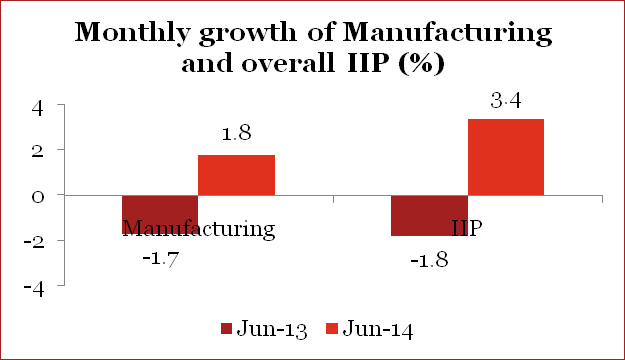 Monthly growth of Manufacturing
and overall IIP (%)
4
2
0
-2
-4
1.8
3.4
Manufacturing
IIP
-1.7
-1.8
Jun-13
Jun-14